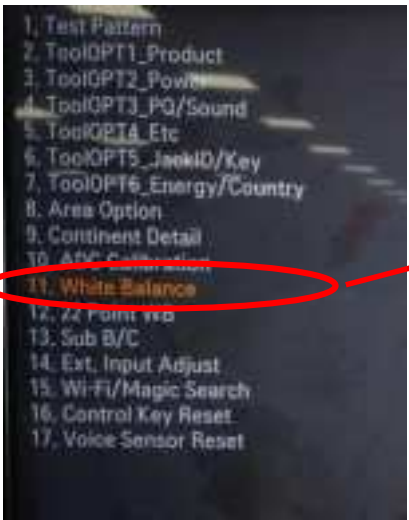 1. Test Pattern
2. ToolOPT1_Product
3. ToolOPT2_Power
4. ToolOPT3_PQ/Sound
5. ToolOPT4_Etc
6. ToolOPT5_JackID/Key
7. ToolOPT6_Energy/Country
8. Area Option
9. Continent Detail
10. ADC Calibration
11. White Balance
12. 22 Point WB
13. Sub B/C
14. Ext. Input Adjust
15. Wi-Fi/Magic Search
16. Control Key Reset
17. Voice Sensor Reset